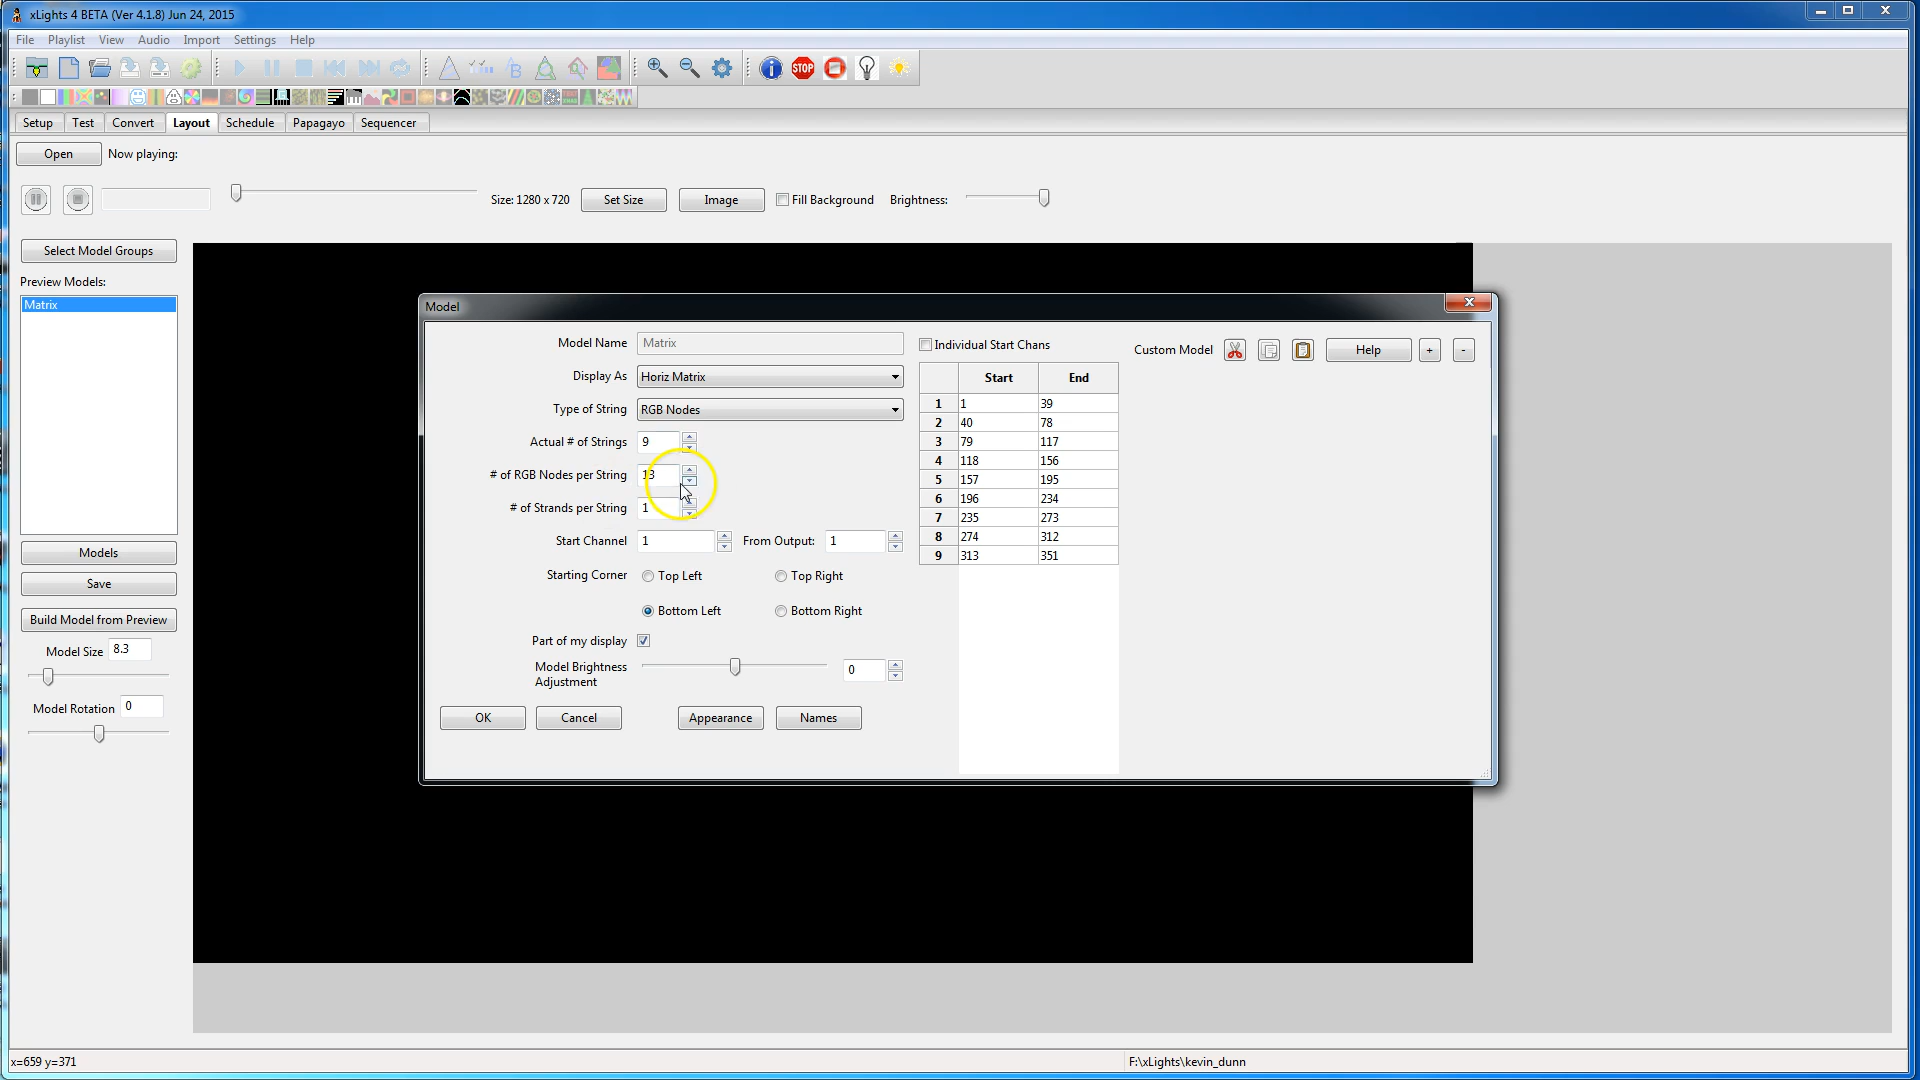 xLights 4 BETA (Ver 4.1.8) Jun 24, 2015
File Playlist View Audio Import Settings Help
STOP
Setup Test Convert Layout Schedule Papagayo Sequencer
Open Now playing:
Size: 1280 x 720 Set Size Image Fill Background Brightness:
Select Model Groups
Preview Models:
Matrix
Models
Save
Build Model from Preview
Model Size 8.3
Model Rotation 0
Model
Model Name Matrix
Display As Horiz Matrix
Type of String RGB Nodes
Actual # of Strings 9
# of RGB Nodes per String 13
# of Strands per String 1
Start Channel 1 From Output: 1
Starting Corner Top Left Top Right
Bottom Left Bottom Right
Part of my display
Model Brightness
Adjustment 0
OK Cancel Appearance Names
Individual Start Chans
Start End
1 1 39
2 40 78
3 79 117
4 118 156
5 157 195
6 196 234
7 235 273
8 274 312
9 313 351
Custom Model Help + -
x=659 y=371 F:\xLights\kevin_dunn